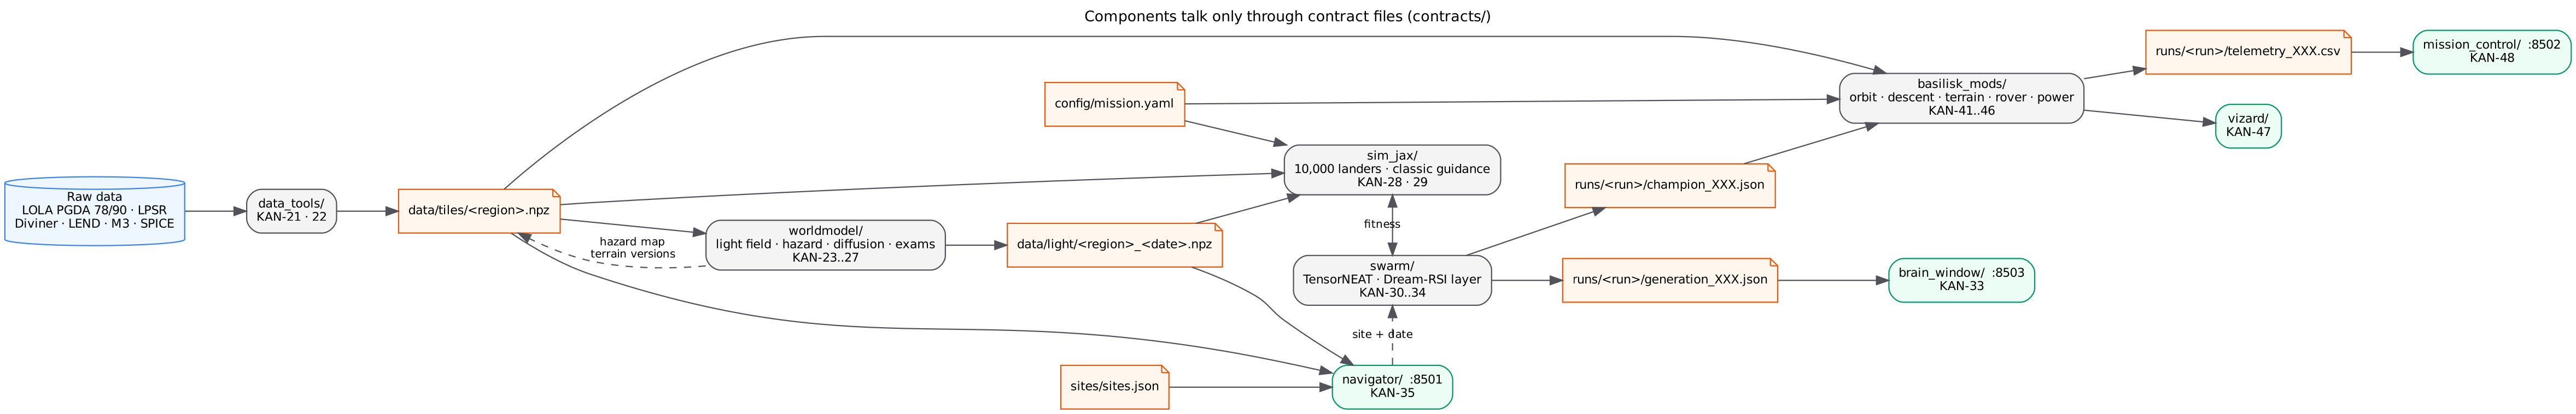 Components talk only through contract files (contracts/)
Raw data
LOLA PGDA 78/90 · LPSR
Diviner · LEND · M3 · SPICE
data_tools/
KAN-21 · 22
data/tiles/<region>.npz
hazard map
terrain versions
worldmodel/
light field · hazard · diffusion · exams
KAN-23..27
data/light/<region>_<date>.npz
config/mission.yaml
sites/sites.json
sim_jax/
10,000 landers · classic guidance
KAN-28 · 29
fitness
swarm/
TensorNEAT · Dream-RSI layer
KAN-30..34
site + date
navigator/ :8501
KAN-35
runs/<run>/champion_XXX.json
runs/<run>/generation_XXX.json
basilisk_mods/
orbit · descent · terrain · rover · power
KAN-41..46
brain_window/ :8503
KAN-33
runs/<run>/telemetry_XXX.csv
vizard/
KAN-47
mission_control/ :8502
KAN-48